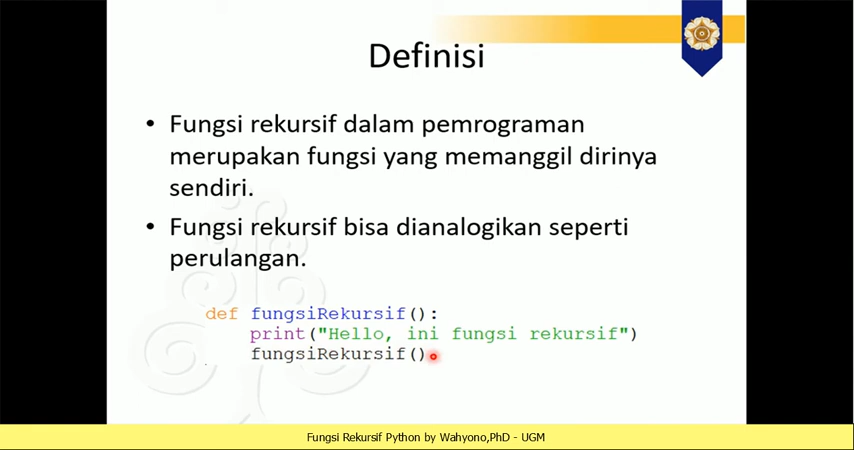 Definisi
• Fungsi rekursif dalam pemrograman
merupakan fungsi yang memanggil dirinya
sendiri.
• Fungsi rekursif bisa dianalogikan seperti
perulangan.
def fungsiRekursif():
    print("Hello, ini fungsi rekursif")
    fungsiRekursif()
Fungsi Rekursif Python by Wahyono,PhD - UGM